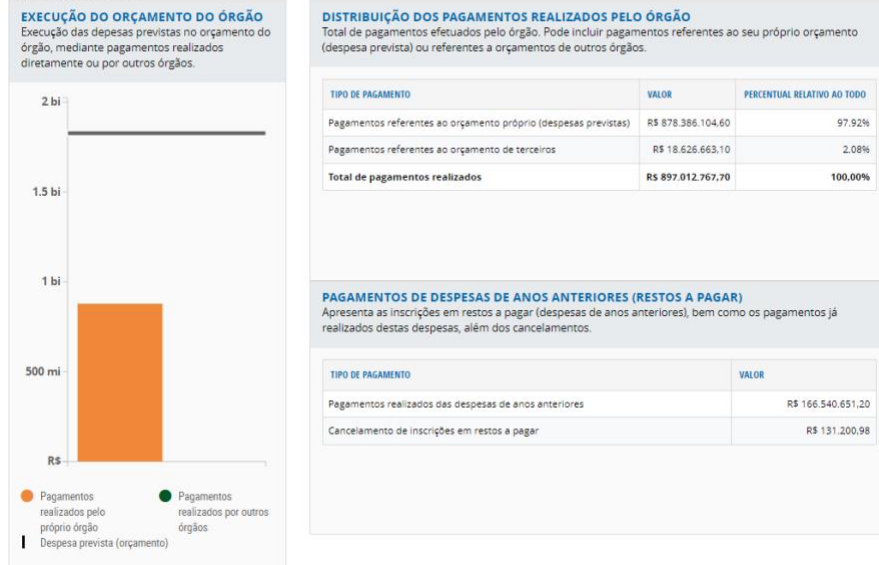 EXECUÇÃO DO ORÇAMENTO DO ÓRGÃO
Execução das depesas previstas no orçamento do
órgão, mediante pagamentos realizados
diretamente ou por outros órgãos.
2 bi
1.5 bi
1 bi
500 mi
R$
Pagamentos
realizados pelo
próprio órgão
Pagamentos
realizados por outros
órgãos
Despesa prevista (orçamento)
DISTRIBUIÇÃO DOS PAGAMENTOS REALIZADOS PELO ÓRGÃO
Total de pagamentos efetuados pelo órgão. Pode incluir pagamentos referentes ao seu próprio orçamento
(despesa prevista) ou referentes a orçamentos de outros órgãos.
TIPO DE PAGAMENTO VALOR PERCENTUAL RELATIVO AO TODO
Pagamentos referentes ao orçamento próprio (despesas previstas) R$ 878.386.104,60 97.92%
Pagamentos referentes ao orçamento de terceiros R$ 18.626.663,10 2.08%
Total de pagamentos realizados R$ 897.012.767,70 100,00%
PAGAMENTOS DE DESPESAS DE ANOS ANTERIORES (RESTOS A PAGAR)
Apresenta as inscrições em restos a pagar (despesas de anos anteriores), bem como os pagamentos já
realizados destas despesas, além dos cancelamentos.
TIPO DE PAGAMENTO VALOR
Pagamentos realizados das despesas de anos anteriores R$ 166.540.651,20
Cancelamento de inscrições em restos a pagar R$ 131.200,98